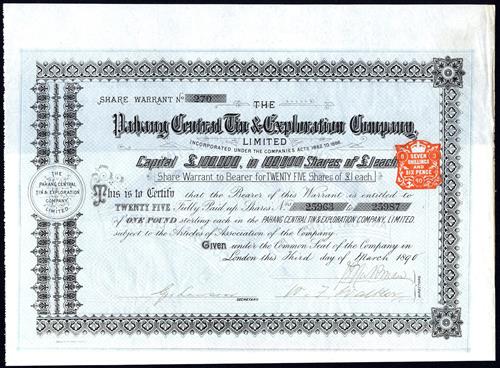 SHARE WARRANT No 270
THE
Pahang Central Tin & Exploration Company,
LIMITED
INCORPORATED UNDER THE COMPANIES ACTS 1862 TO 1886.
Capital £100,000, in 100,000 Shares of £1 each.
Share Warrant to Bearer for TWENTY FIVE Shares of £1 each.
This is to Certify that the Bearer of this Warrant is entitled to
TWENTY FIVE Fully Paid up Shares, Nos 25963 to 25987
of ONE POUND sterling each in the PAHANG CENTRAL TIN & EXPLORATION COMPANY, LIMITED,
subject to the Articles of Association of the Company.
Given under the Common Seal of the Company in
London this Third day of March 1890
SECRETARY
DIRECTORS
THE
PAHANG CENTRAL
TIN & EXPLORATION
COMPANY
LIMITED
SEVEN
SHILLINGS
AND
SIX PENCE